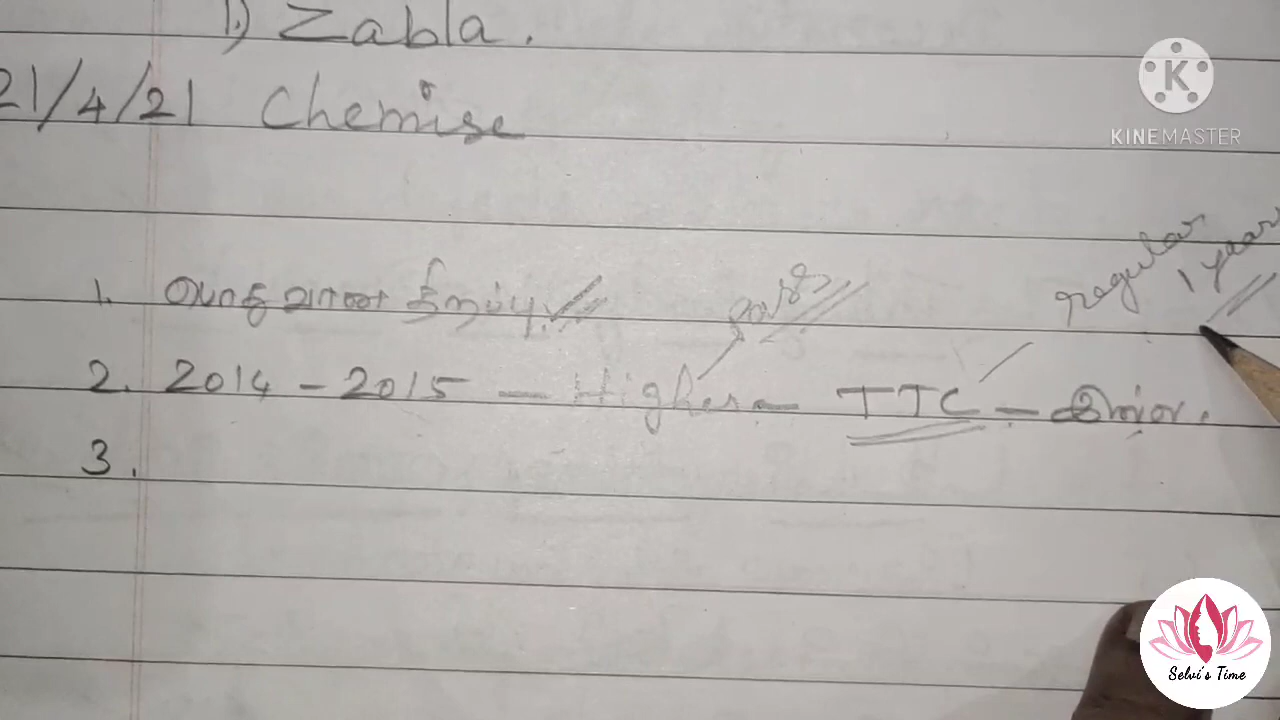 1.) Zabla.
21/4/21 Chemise
KINEMASTER
regular
1 year
1.
2. 2014 - 2015 - Higher - TTC -
3.
Selvi's Time